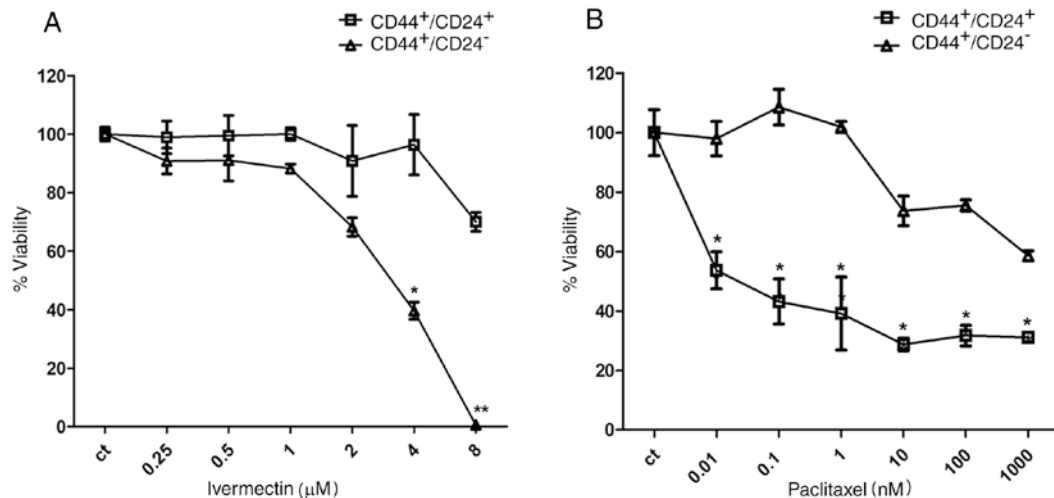 A
CD44⁺/CD24⁺
CD44⁺/CD24⁻
120
100
80
60
40
20
0
% Viability
*
**
ct
0.25
0.5
1
2
4
8
Ivermectin (μM)
B
CD44⁺/CD24⁺
CD44⁺/CD24⁻
120
100
80
60
40
20
0
% Viability
*
*
*
*
*
*
ct
0.01
0.1
1
10
100
1000
Paclitaxel (nM)